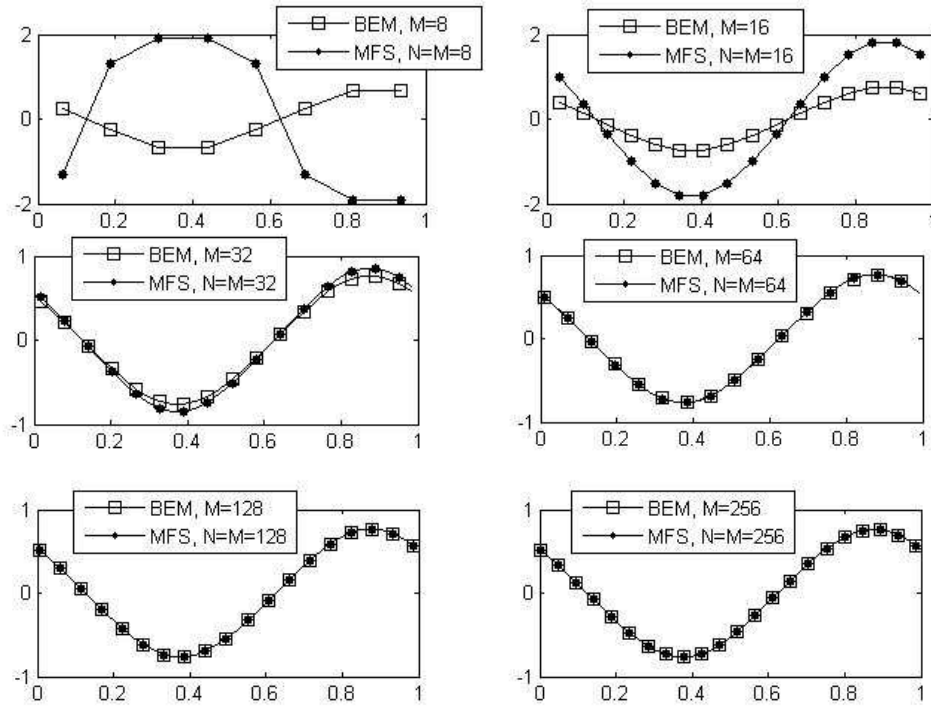 BEM, M=8
MFS, N=M=8
2
0
-2
0 0.2 0.4 0.6 0.8 1
BEM, M=16
MFS, N=M=16
2
0
-2
0 0.2 0.4 0.6 0.8 1
BEM, M=32
MFS, N=M=32
1
0
-1
0 0.2 0.4 0.6 0.8 1
BEM, M=64
MFS, N=M=64
1
0
-1
0 0.2 0.4 0.6 0.8 1
BEM, M=128
MFS, N=M=128
1
0
-1
0 0.2 0.4 0.6 0.8 1
BEM, M=256
MFS, N=M=256
1
0
-1
0 0.2 0.4 0.6 0.8 1